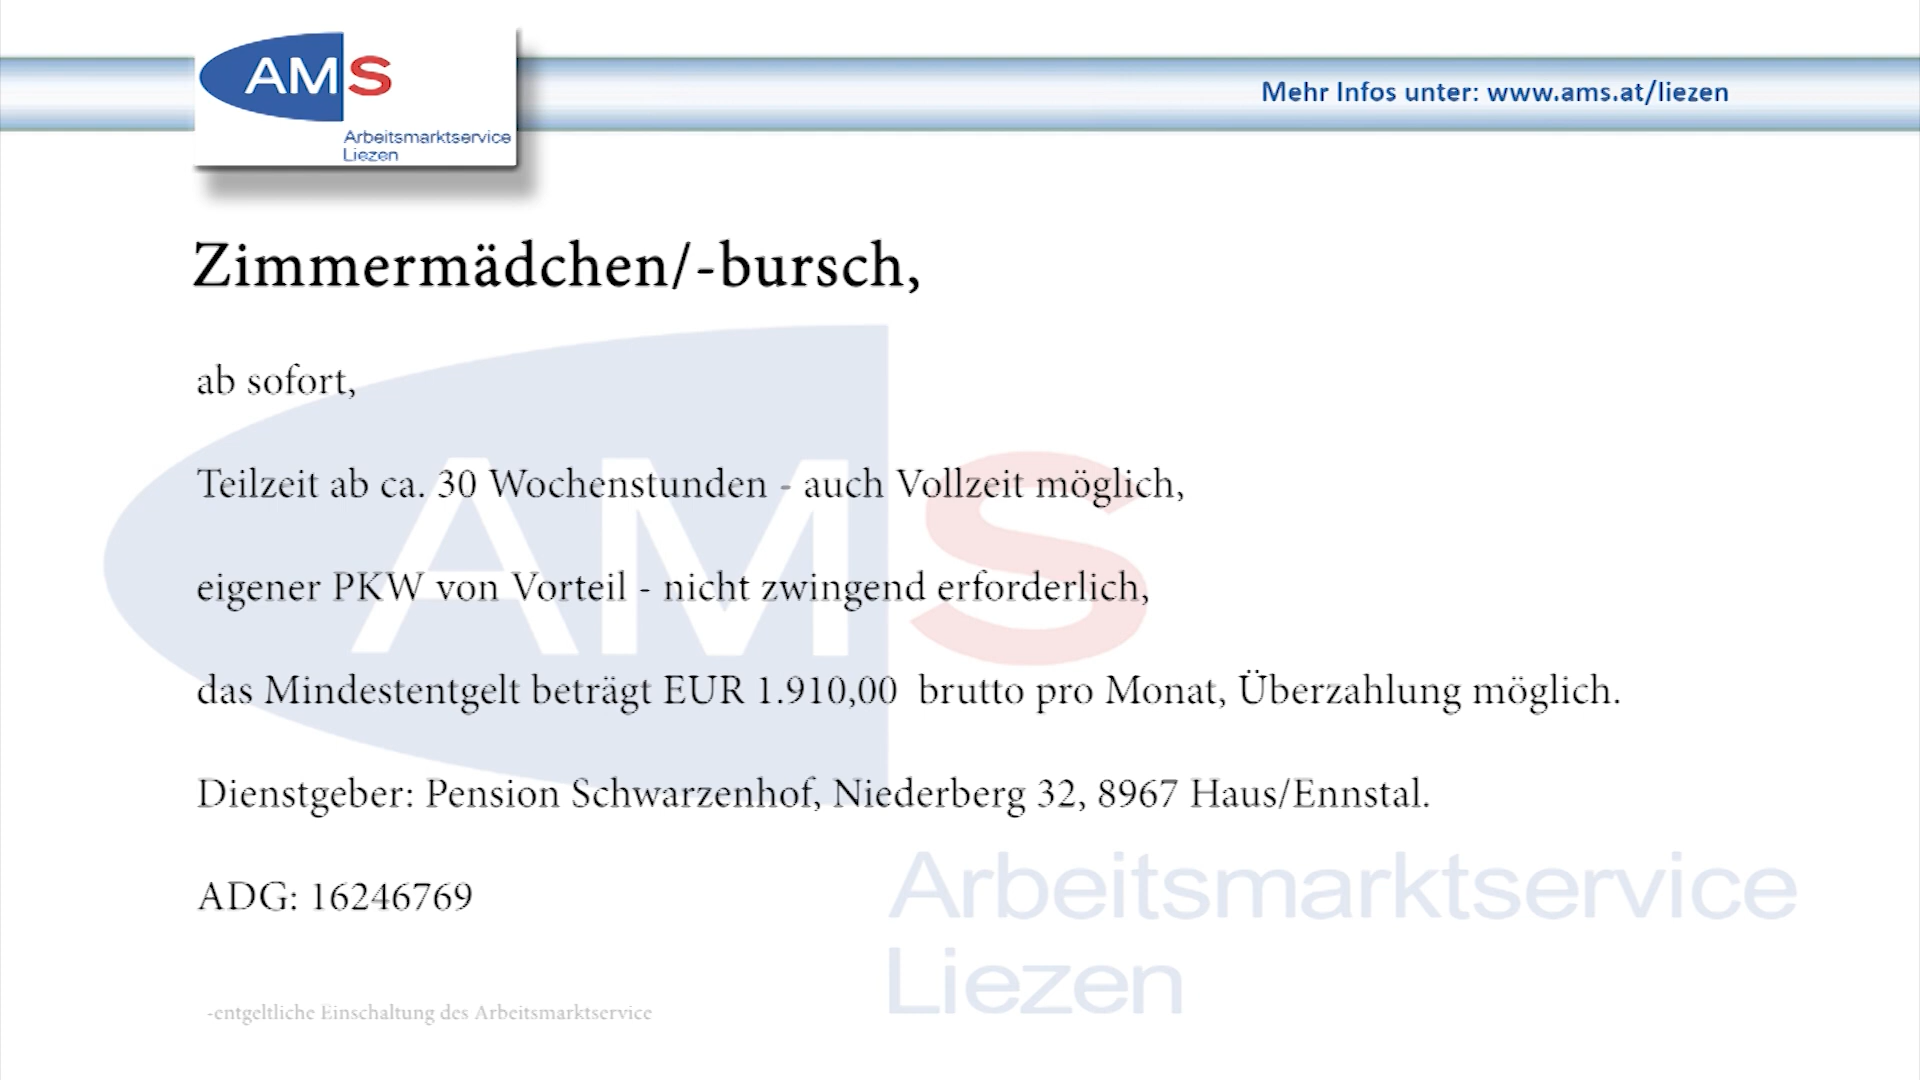 AMS
Arbeitsmarktservice
Liezen
Mehr Infos unter: www.ams.at/liezen
Zimmermädchen/-bursch,
ab sofort,
Teilzeit ab ca. 30 Wochenstunden - auch Vollzeit möglich,
eigener PKW von Vorteil - nicht zwingend erforderlich,
das Mindestentgelt beträgt EUR 1.910,00  brutto pro Monat, Überzahlung möglich.
Dienstgeber: Pension Schwarzenhof, Niederberg 32, 8967 Haus/Ennstal.
ADG: 16246769
AMS
Arbeitsmarktservice
Liezen
-entgeltliche Einschaltung des Arbeitsmarktservice